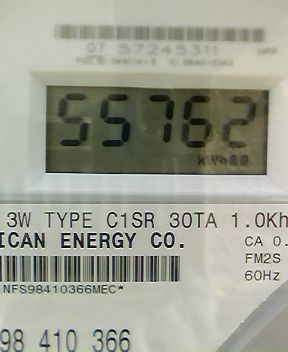 07 57245311
55762
kWh
3W TYPE C1SR 30TA 1.0Kh
ICAN ENERGY CO.
CA 0.
FM2S
60Hz
NFS98410366MEC*
98 410 366